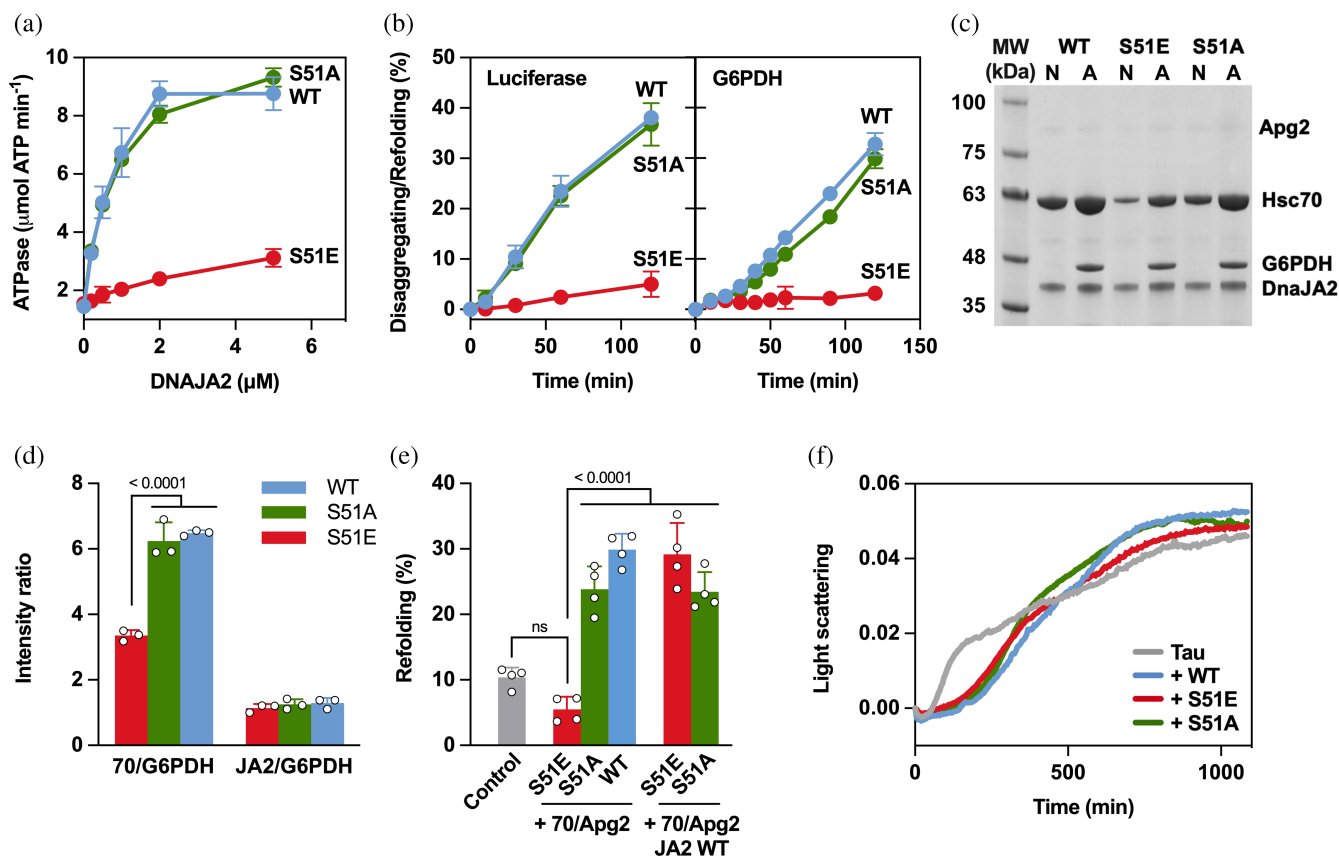 (a)
10
8
6
4
2
0
ATPase (µmol ATP min⁻¹)
S51A
WT
S51E
0 2 4 6
DNAJA2 (µM)
(b)
Disaggregating/Refolding (%)
50
40
30
20
10
0
Luciferase
WT
S51A
S51E
0 50 100
Time (min)
G6PDH
WT
S51A
S51E
0 50 100 150
Time (min)
(c)
MW WT S51E S51A
(kDa) N A N A N A
100
75
63
48
35
Apg2
Hsc70
G6PDH
DnaJA2
(d)
Intensity ratio
8
6
4
2
0
< 0.0001
WT
S51A
S51E
70/G6PDH JA2/G6PDH
(e)
Refolding (%)
40
30
20
10
0
< 0.0001
ns
Control
S51E
S51A
WT
S51E
S51A
+ 70/Apg2
+ 70/Apg2
JA2 WT
(f)
Light scattering
0.06
0.04
0.02
0.00
Tau
+ WT
+ S51E
+ S51A
0 500 1000
Time (min)